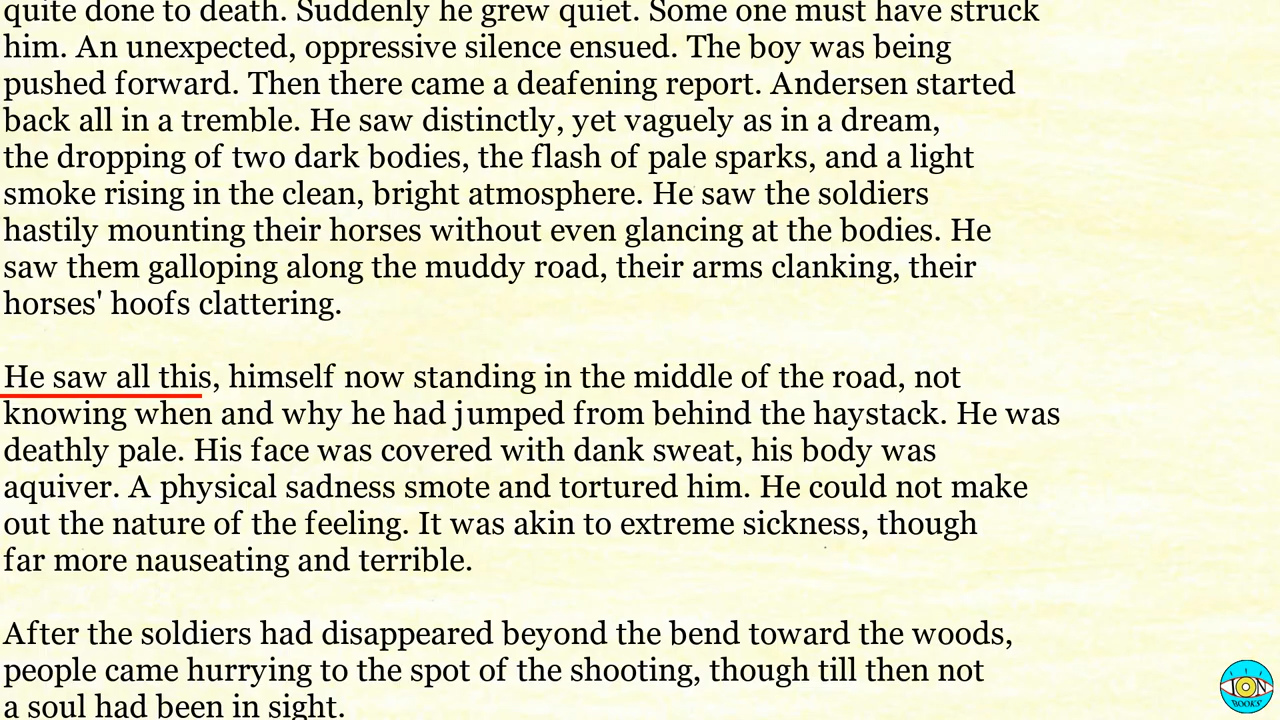 quite done to death. Suddenly he grew quiet. Some one must have struck
him. An unexpected, oppressive silence ensued. The boy was being
pushed forward. Then there came a deafening report. Andersen started
back all in a tremble. He saw distinctly, yet vaguely as in a dream,
the dropping of two dark bodies, the flash of pale sparks, and a light
smoke rising in the clean, bright atmosphere. He saw the soldiers
hastily mounting their horses without even glancing at the bodies. He
saw them galloping along the muddy road, their arms clanking, their
horses' hoofs clattering.
He saw all this, himself now standing in the middle of the road, not
knowing when and why he had jumped from behind the haystack. He was
deathly pale. His face was covered with dank sweat, his body was
aquiver. A physical sadness smote and tortured him. He could not make
out the nature of the feeling. It was akin to extreme sickness, though
far more nauseating and terrible.
After the soldiers had disappeared beyond the bend toward the woods,
people came hurrying to the spot of the shooting, though till then not
a soul had been in sight.
ION
BOOKS